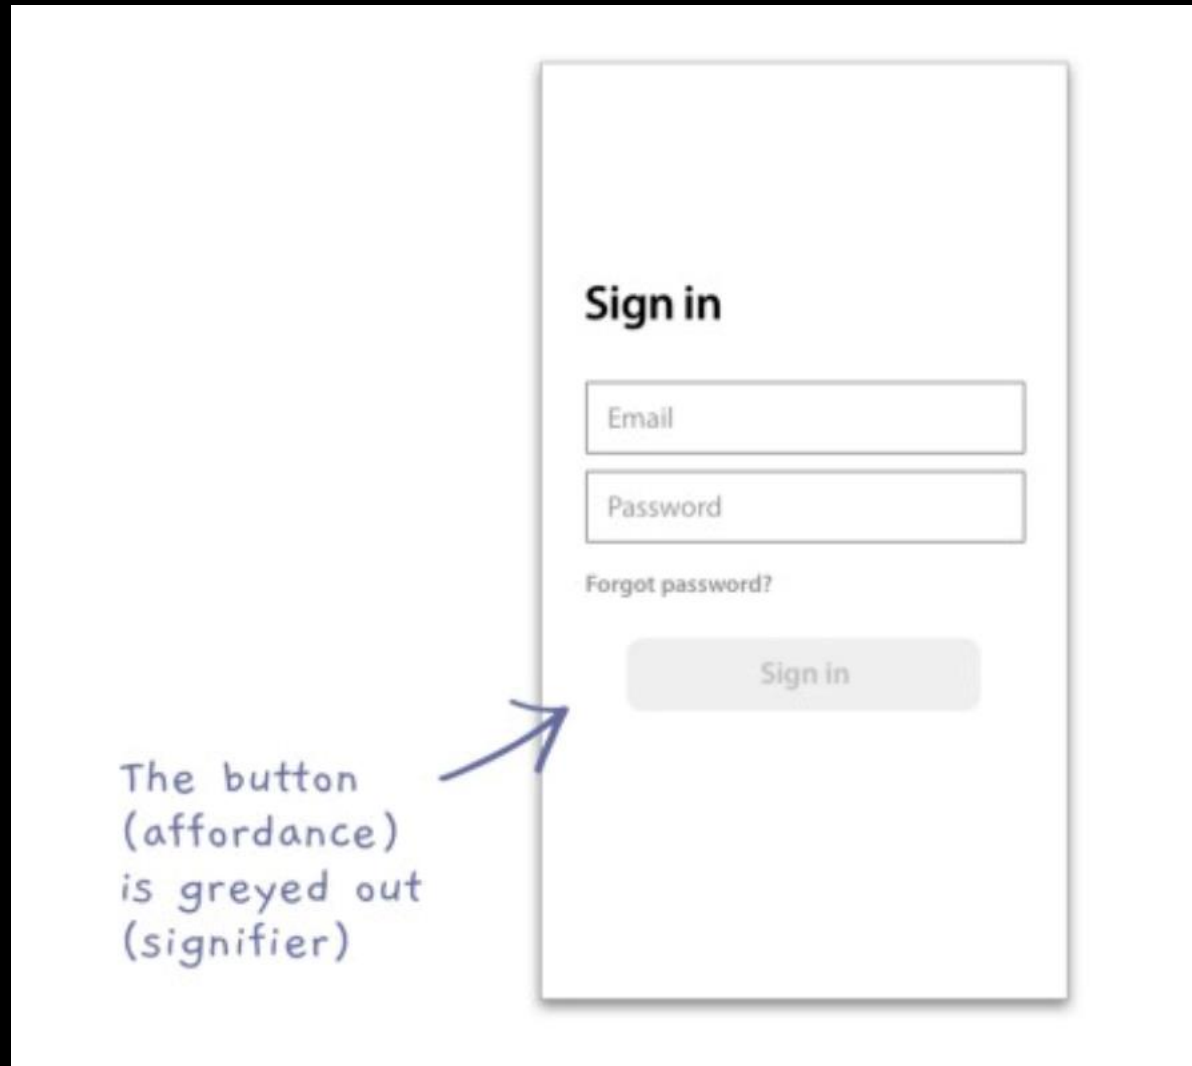 Sign in
Email
Password
Forgot password?
Sign in
The button
(affordance)
is greyed out
(signifier)